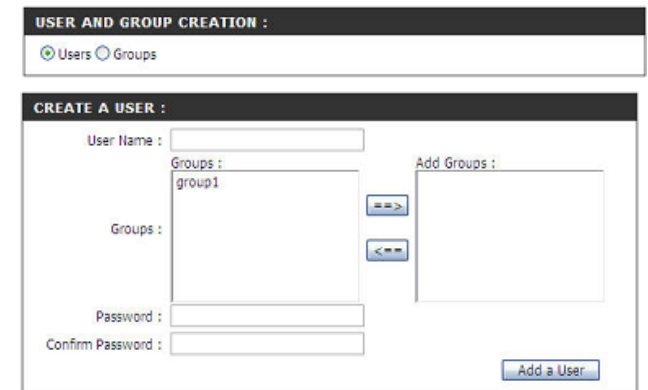 USER AND GROUP CREATION :
Users Groups
CREATE A USER :
User Name :
Groups : Add Groups :
group1
==>
Groups :
<==
Password :
Confirm Password :
Add a User